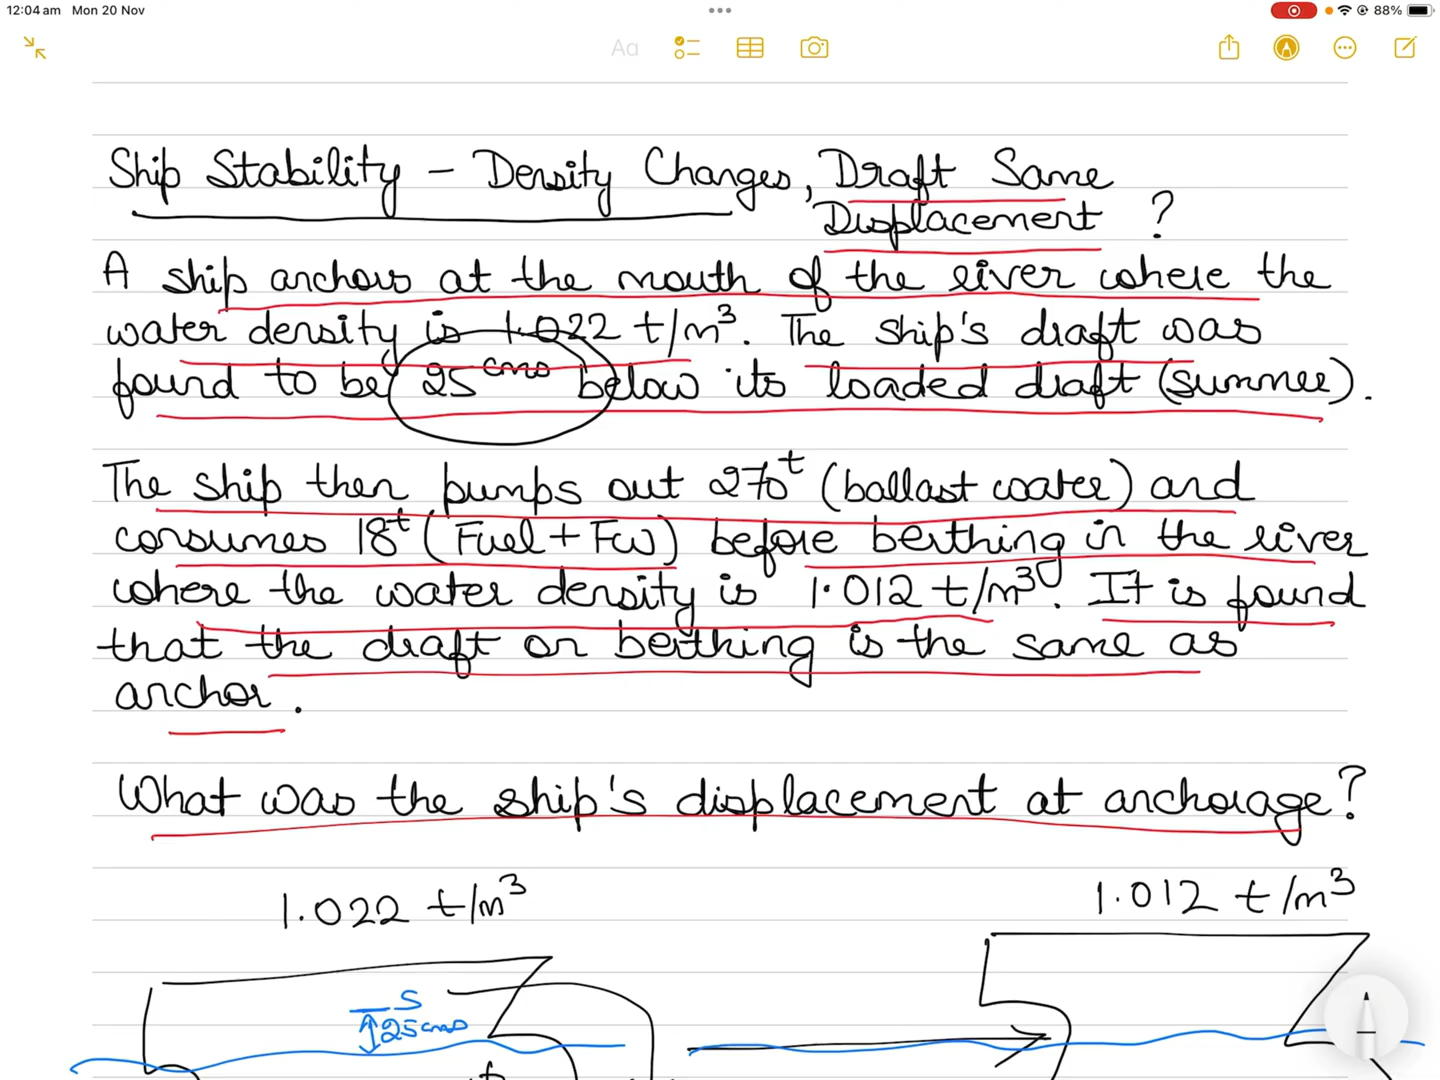 12:04 am Mon 20 Nov
88%
Aa
Ship Stability - Density Changes, Draft Same
Displacement ?
A ship anchors at the mouth of the river where the
water density is 1.022 t/m³. The ship's draft was
found to be 25 cms below its loaded draft (summer).
The ship then pumps out 270t (ballast water) and
consumes 18t (Fuel + FW) before berthing in the river
where the water density is 1.012 t/m³. It is found
that the draft on berthing is the same as
anchor.
What was the ship's displacement at anchorage?
1.022 t/m³
1.012 t/m³
S
25cms